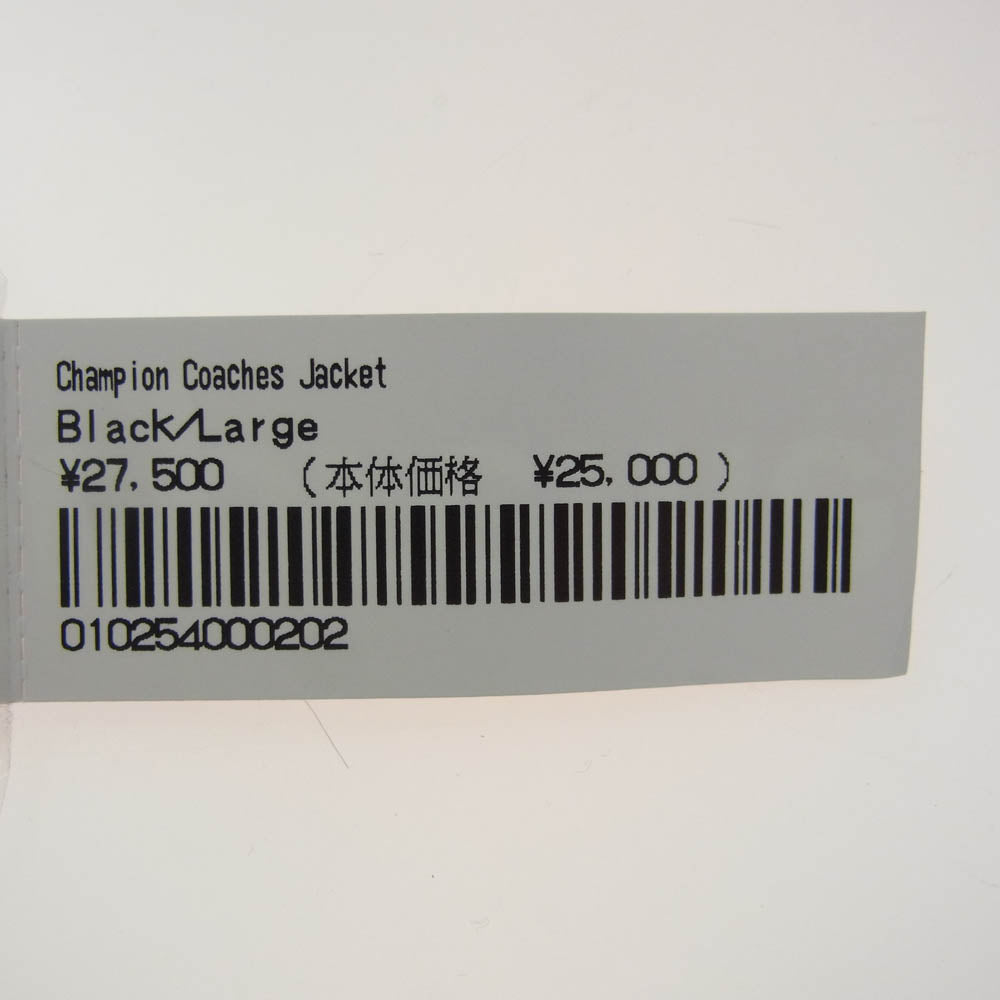 Champion Coaches Jacket
Black/Large
¥27,500 (本体価格 ¥25,000)
010254000202